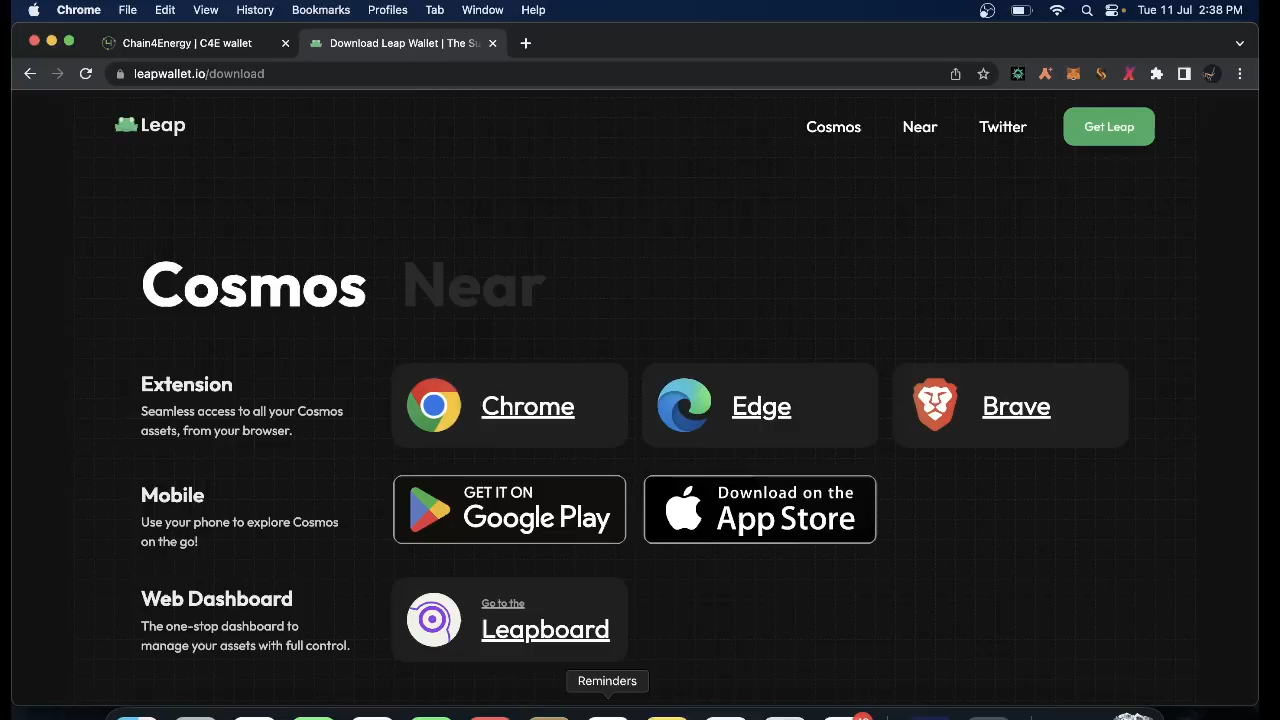 Chrome File Edit View History Bookmarks Profiles Tab Window Help Tue 11 Jul 2:38 PM
Chain4Energy | C4E wallet Download Leap Wallet | The Su
leapwallet.io/download
Leap Cosmos Near Twitter Get Leap
Cosmos Near
Extension
Seamless access to all your Cosmos
assets, from your browser.
Chrome Edge Brave
Mobile
Use your phone to explore Cosmos
on the go!
GET IT ON
Google Play
Download on the
App Store
Web Dashboard
The one-stop dashboard to
manage your assets with full control.
Go to the
Leapboard
Reminders